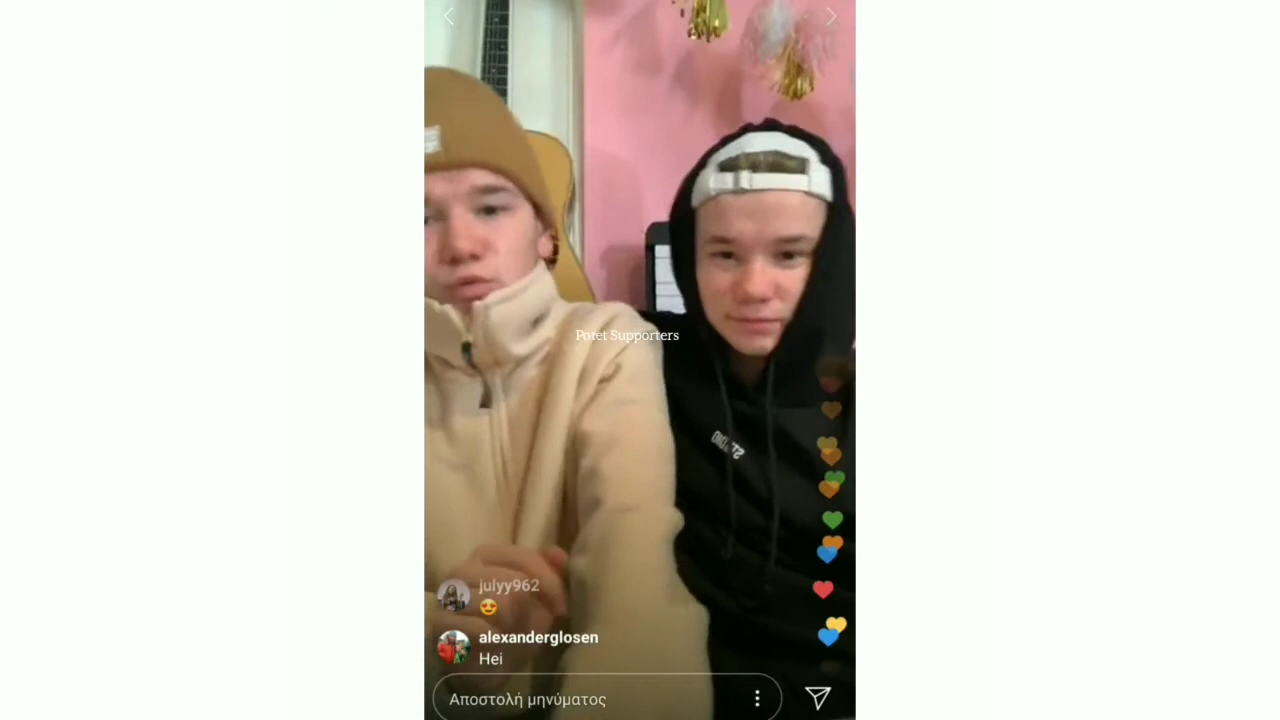 Potet Supporters
julyy962
😍
alexanderglosen
Hei
Αποστολή μηνύματος